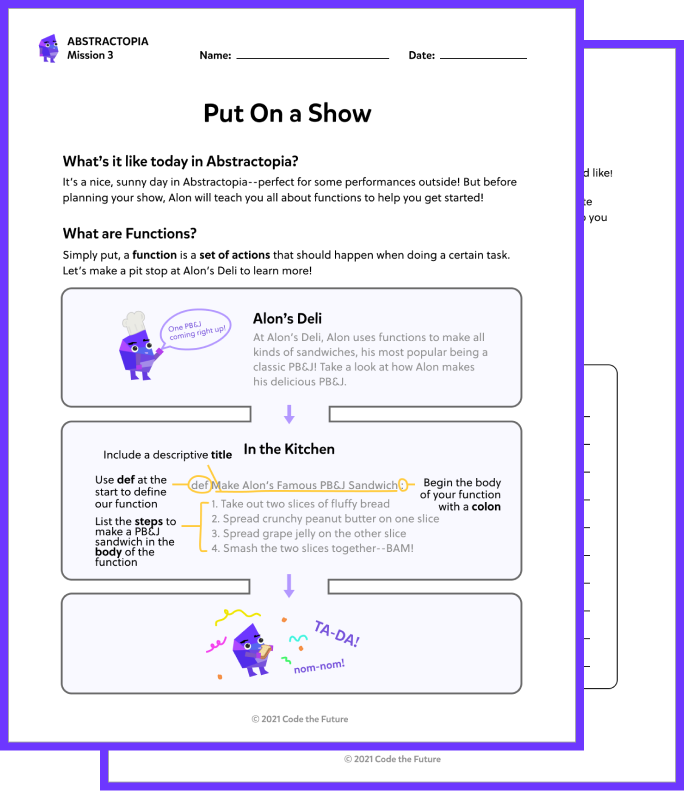 ABSTRACTOPIA
Mission 3
Name:
Date:
Put On a Show
What's it like today in Abstractopia?
It's a nice, sunny day in Abstractopia--perfect for some performances outside! But before
planning your show, Alon will teach you all about functions to help you get started!
What are Functions?
Simply put, a function is a set of actions that should happen when doing a certain task.
Let's make a pit stop at Alon's Deli to learn more!
One PB&J
coming right up!
Alon's Deli
At Alon's Deli, Alon uses functions to make all
kinds of sandwiches, his most popular being a
classic PB&J! Take a look at how Alon makes
his delicious PB&J.
In the Kitchen
Include a descriptive title
Use def at the
start to define
our function
def Make Alon's Famous PB&J Sandwich:
Begin the body
of your function
with a colon
List the steps to
make a PB&J
sandwich in the
body of the
function
1. Take out two slices of fluffy bread
2. Spread crunchy peanut butter on one slice
3. Spread grape jelly on the other slice
4. Smash the two slices together--BAM!
TA-DA!
nom-nom!
© 2021 Code the Future
like!
you
© 2021 Code the Future